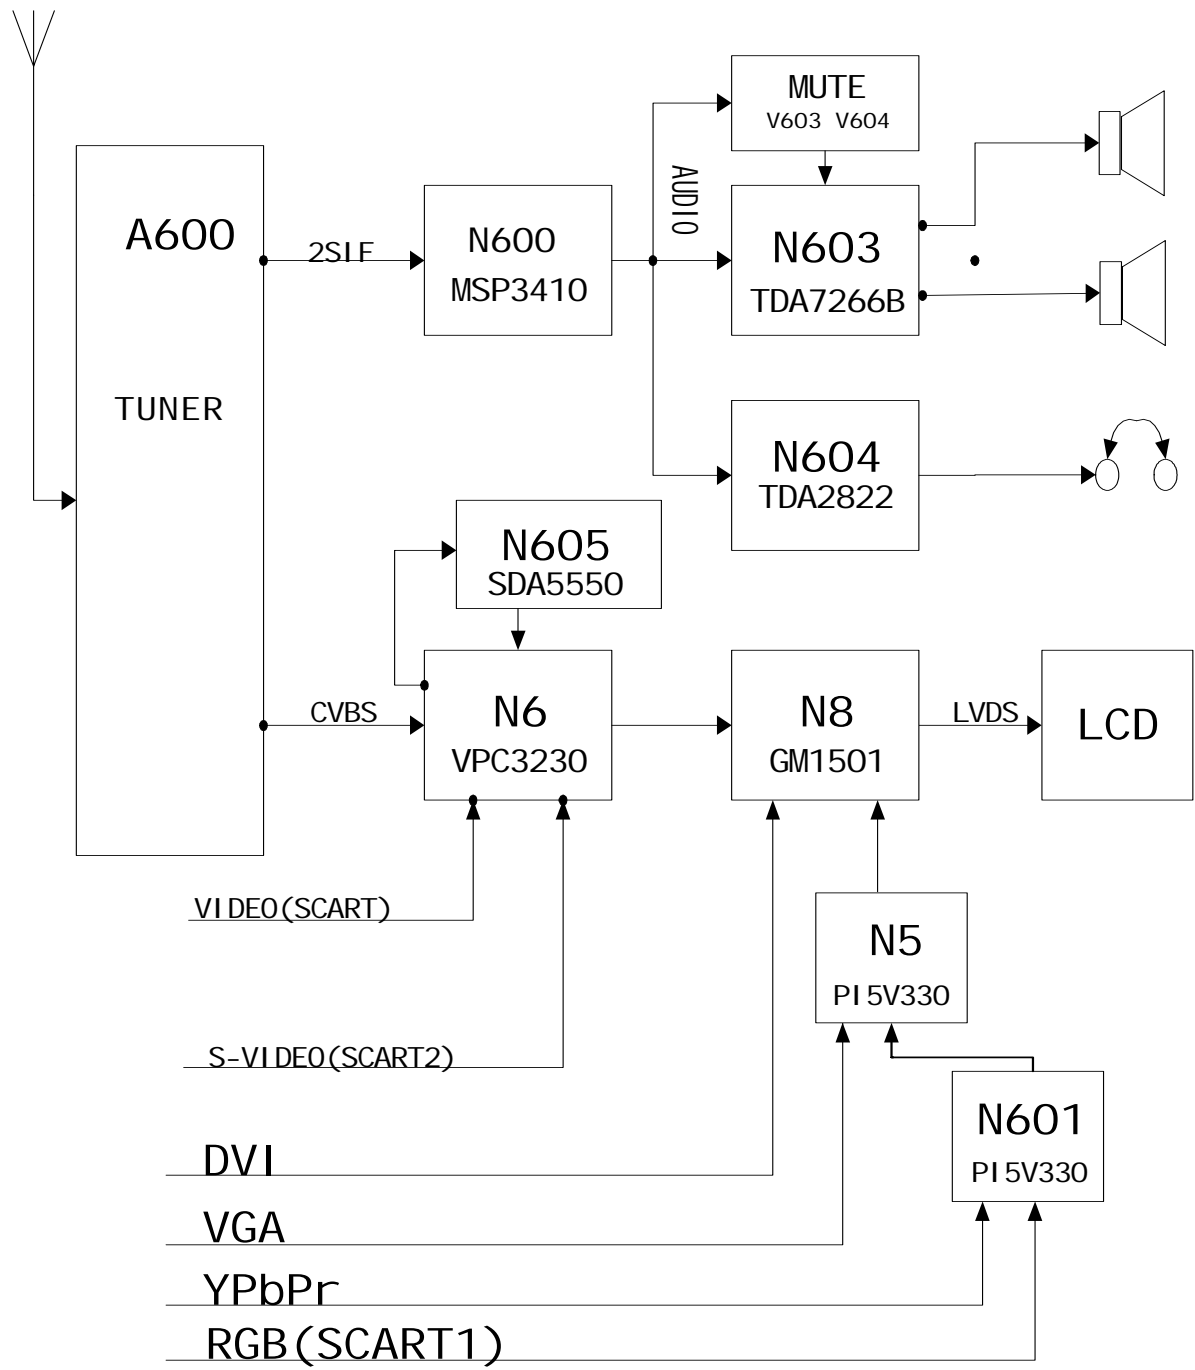 MUTE
V603 V604
AUDIO
A600
TUNER
2SIF
N600
MSP3410
N603
TDA7266B
N604
TDA2822
N605
SDA5550
CVBS
N6
VPC3230
N8
GM1501
LVDS
LCD
VIDEO(SCART)
N5
PI5V330
S-VIDEO(SCART2)
N601
PI5V330
DVI
VGA
YPbPr
RGB(SCART1)